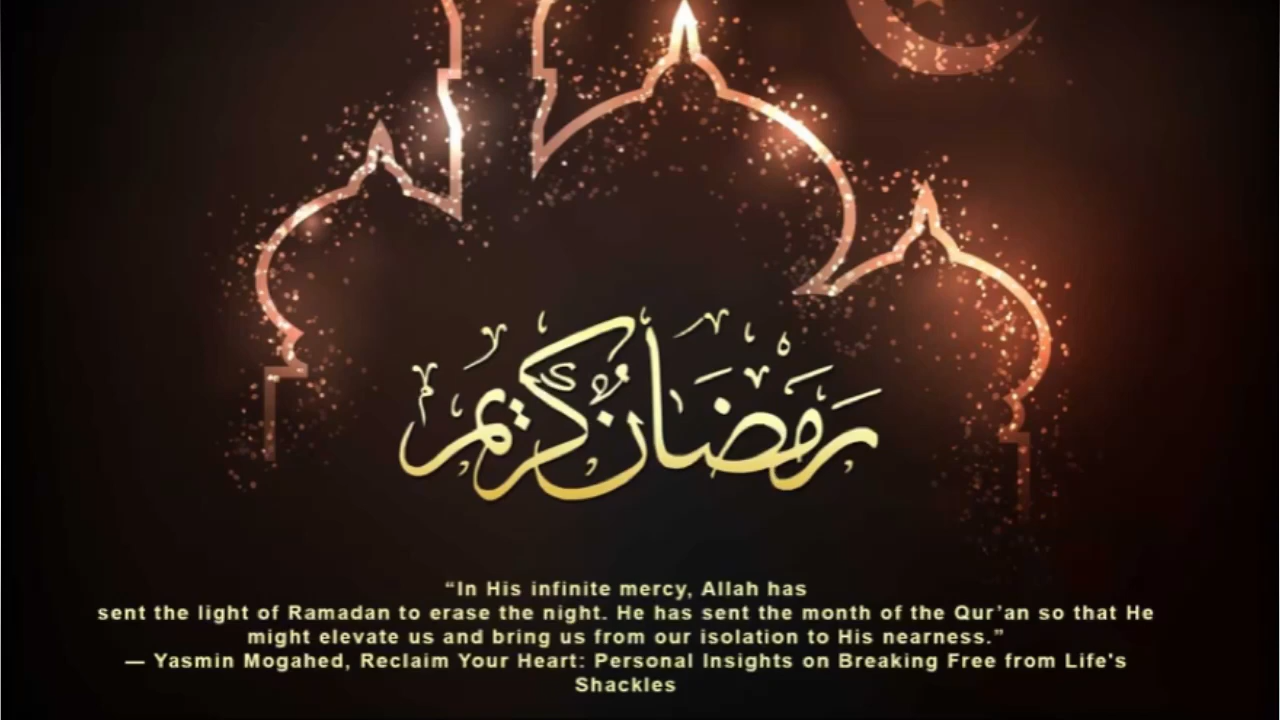 رمضان كريم
“In His infinite mercy, Allah has
sent the light of Ramadan to erase the night. He has sent the month of the Qur’an so that He
might elevate us and bring us from our isolation to His nearness.”
— Yasmin Mogahed, Reclaim Your Heart: Personal Insights on Breaking Free from Life's
Shackles